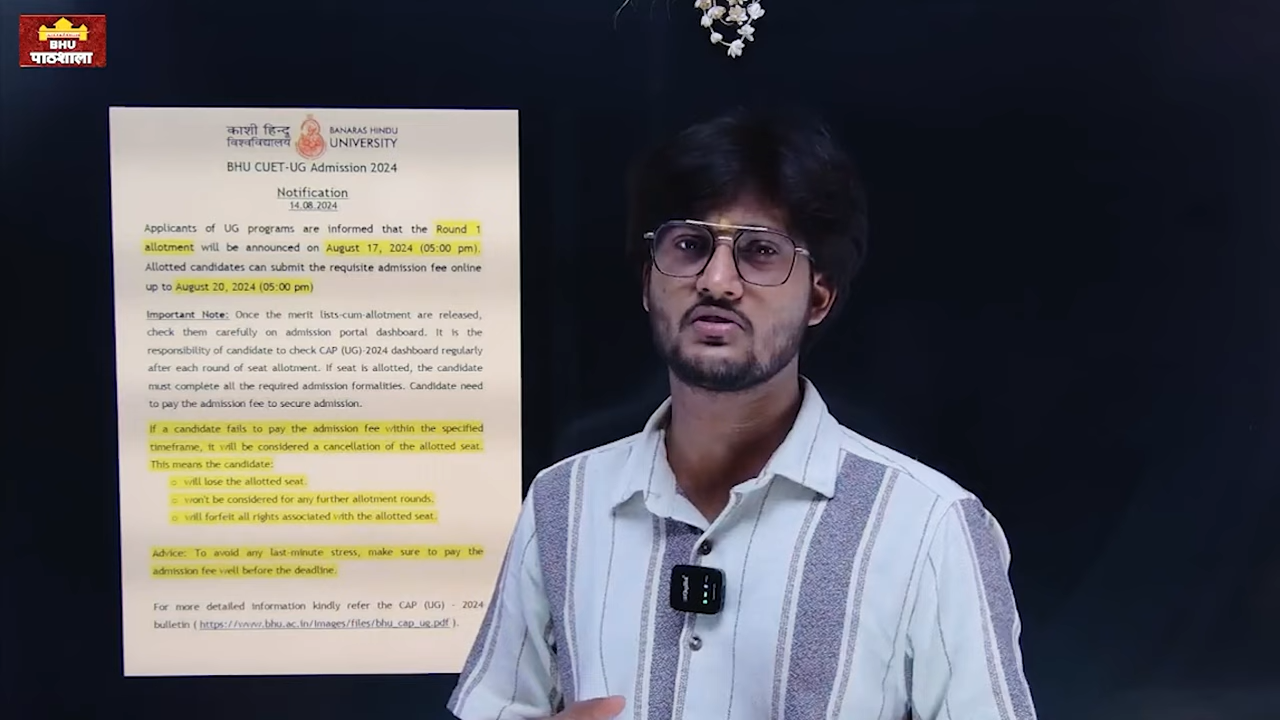 BHU
पाठशाला
काशी हिन्दू
विश्वविद्यालय
BANARAS HINDU
UNIVERSITY
BHU CUET-UG Admission 2024
Notification
14.08.2024
Applicants of UG programs are informed that the Round 1
allotment will be announced on August 17, 2024 (05:00 pm).
Allotted candidates can submit the requisite admission fee online
up to August 20, 2024 (05:00 pm)
Important Note: Once the merit lists-cum-allotment are released,
check them carefully on admission portal dashboard. It is the
responsibility of candidate to check CAP (UG)-2024 dashboard regularly
after each round of seat allotment. If seat is allotted, the candidate
must complete all the required admission formalities. Candidate need
to pay the admission fee to secure admission.
If a candidate fails to pay the admission fee within the specified
timeframe, it will be considered a cancellation of the allotted seat.
This means the candidate:
o will lose the allotted seat.
o won't be considered for any further allotment rounds.
o will forfeit all rights associated with the allotted seat.
Advice: To avoid any last-minute stress, make sure to pay the
admission fee well before the deadline.
For more detailed information kindly refer the CAP (UG) - 2024
bulletin ( https://www.bhu.ac.in/Images/files/bhu_cap_ug.pdf ).